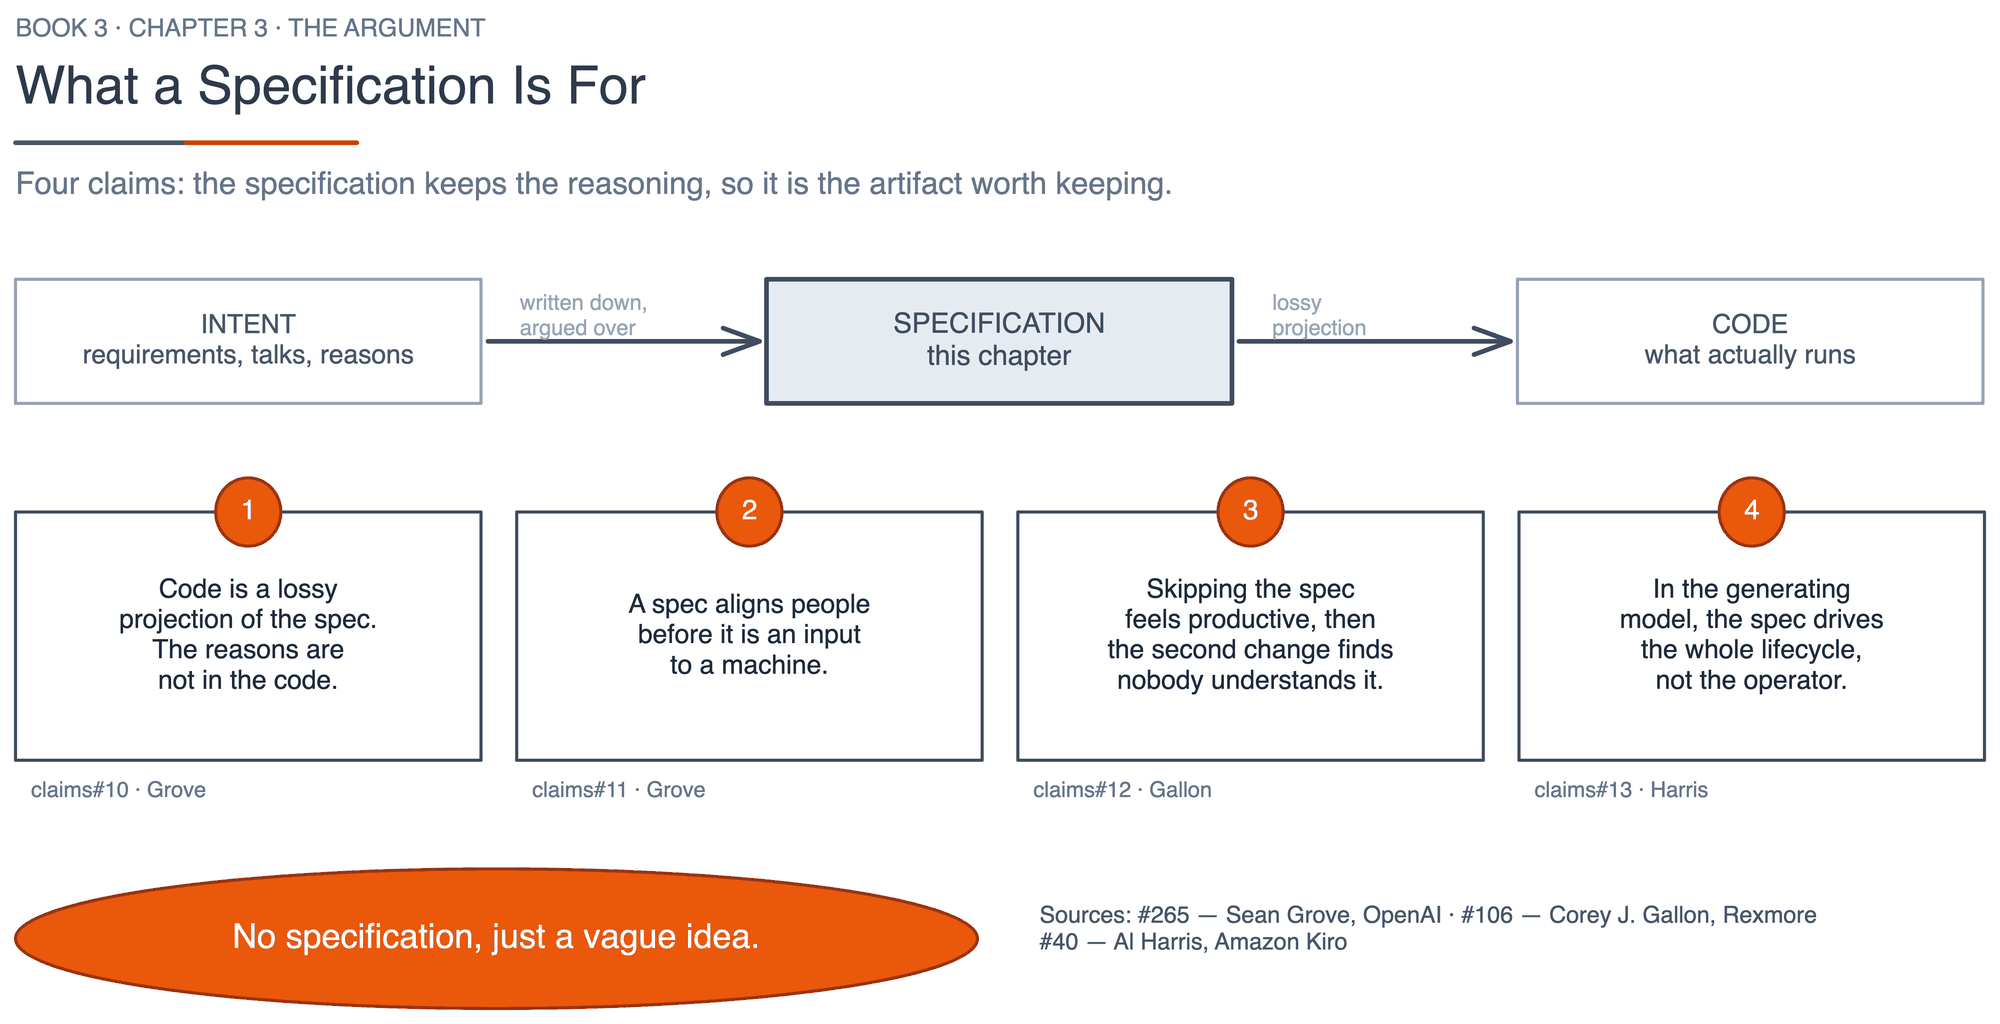 BOOK 3 · CHAPTER 3 · THE ARGUMENT
What a Specification Is For
Four claims: the specification keeps the reasoning, so it is the artifact worth keeping.
INTENT
requirements, talks, reasons
written down,
argued over
SPECIFICATION
this chapter
lossy
projection
CODE
what actually runs
1
Code is a lossy
projection of the spec.
The reasons are
not in the code.
claims#10 · Grove
2
A spec aligns people
before it is an input
to a machine.
claims#11 · Grove
3
Skipping the spec
feels productive, then
the second change finds
nobody understands it.
claims#12 · Gallon
4
In the generating
model, the spec drives
the whole lifecycle,
not the operator.
claims#13 · Harris
No specification, just a vague idea.
Sources: #265 — Sean Grove, OpenAI · #106 — Corey J. Gallon, Rexmore
#40 — Al Harris, Amazon Kiro